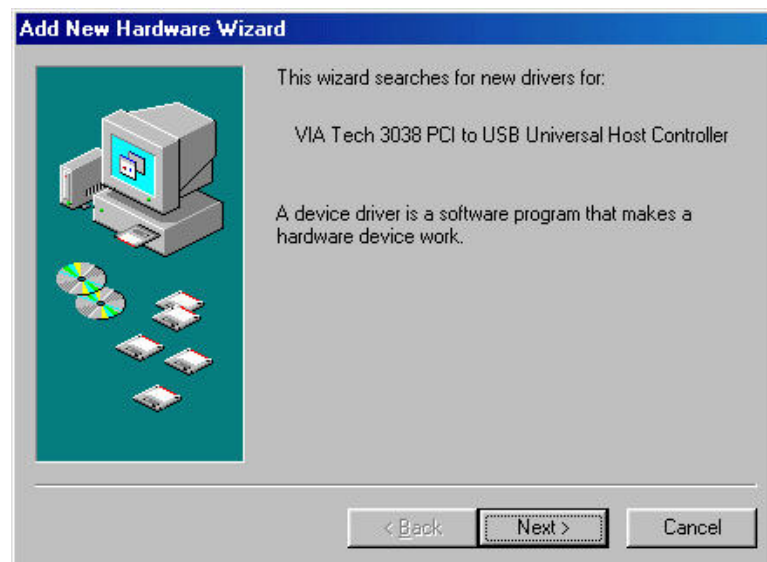 Add New Hardware Wizard
This wizard searches for new drivers for:
VIA Tech 3038 PCI to USB Universal Host Controller
A device driver is a software program that makes a
hardware device work.
< Back
Next >
Cancel